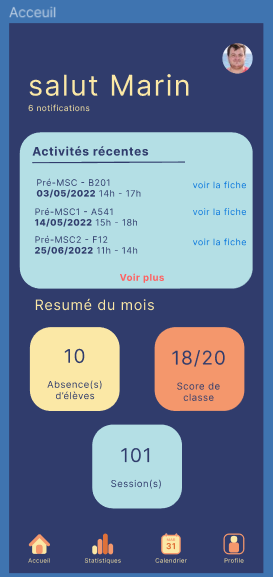 Acceuil
salut Marin
6 notifications
Activités récentes
Pré-MSC - B201
03/05/2022 14h - 17h
voir la fiche
Pré-MSC1 - A541
14/05/2022 15h - 18h
voir la fiche
Pré-MSC2 - F12
25/06/2022 11h - 14h
voir la fiche
Voir plus
Resumé du mois
10
Absence(s)
d'élèves
18/20
Score de
classe
101
Session(s)
31
Accueil
Statistiques
Calendrier
Profile